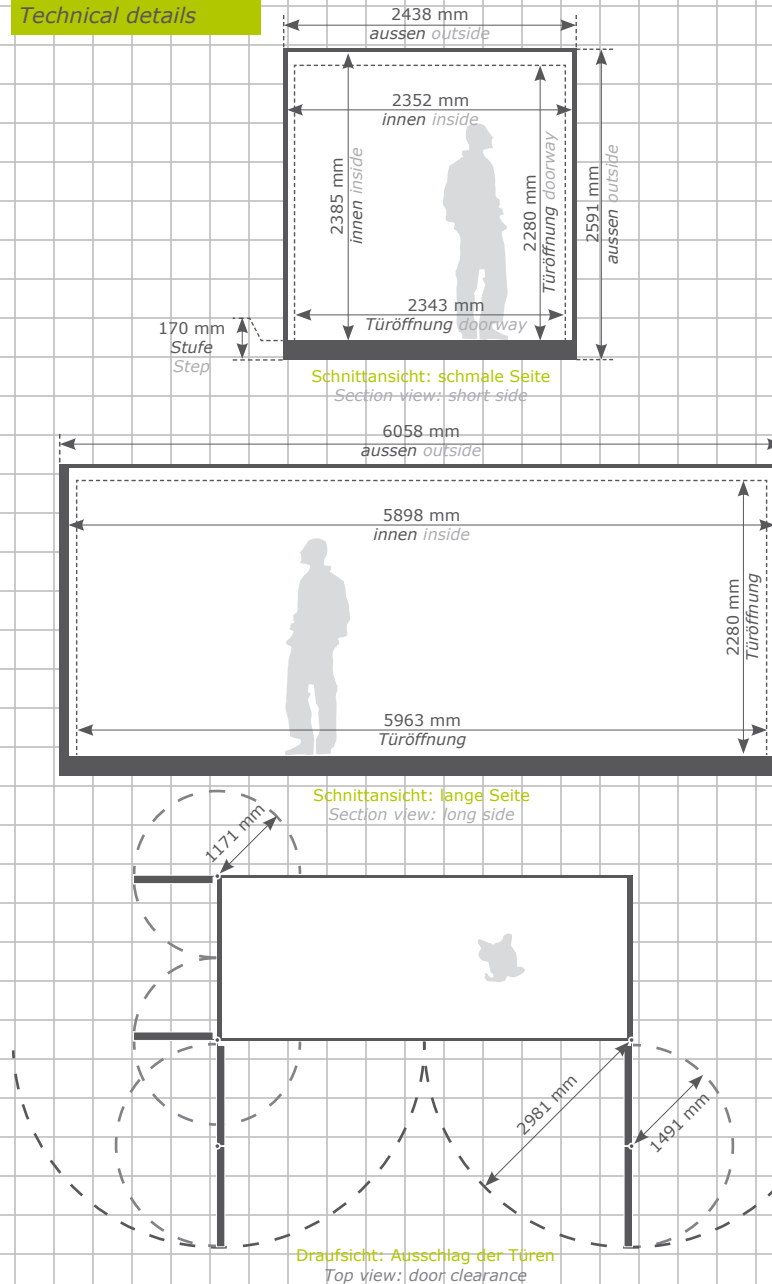 Technical details
2438 mm
aussen outside
2352 mm
innen inside
2385 mm
innen inside
2280 mm
Türöffnung doorway
2591 mm
aussen outside
2343 mm
Türöffnung doorway
170 mm
Stufe
Step
Schnittansicht: schmale Seite
Section view: short side
6058 mm
aussen outside
5898 mm
innen inside
2280 mm
Türöffnung
5963 mm
Türöffnung
Schnittansicht: lange Seite
Section view: long side
1171 mm
2981 mm
1491 mm
Draufsicht: Ausschlag der Türen
Top view: door clearance